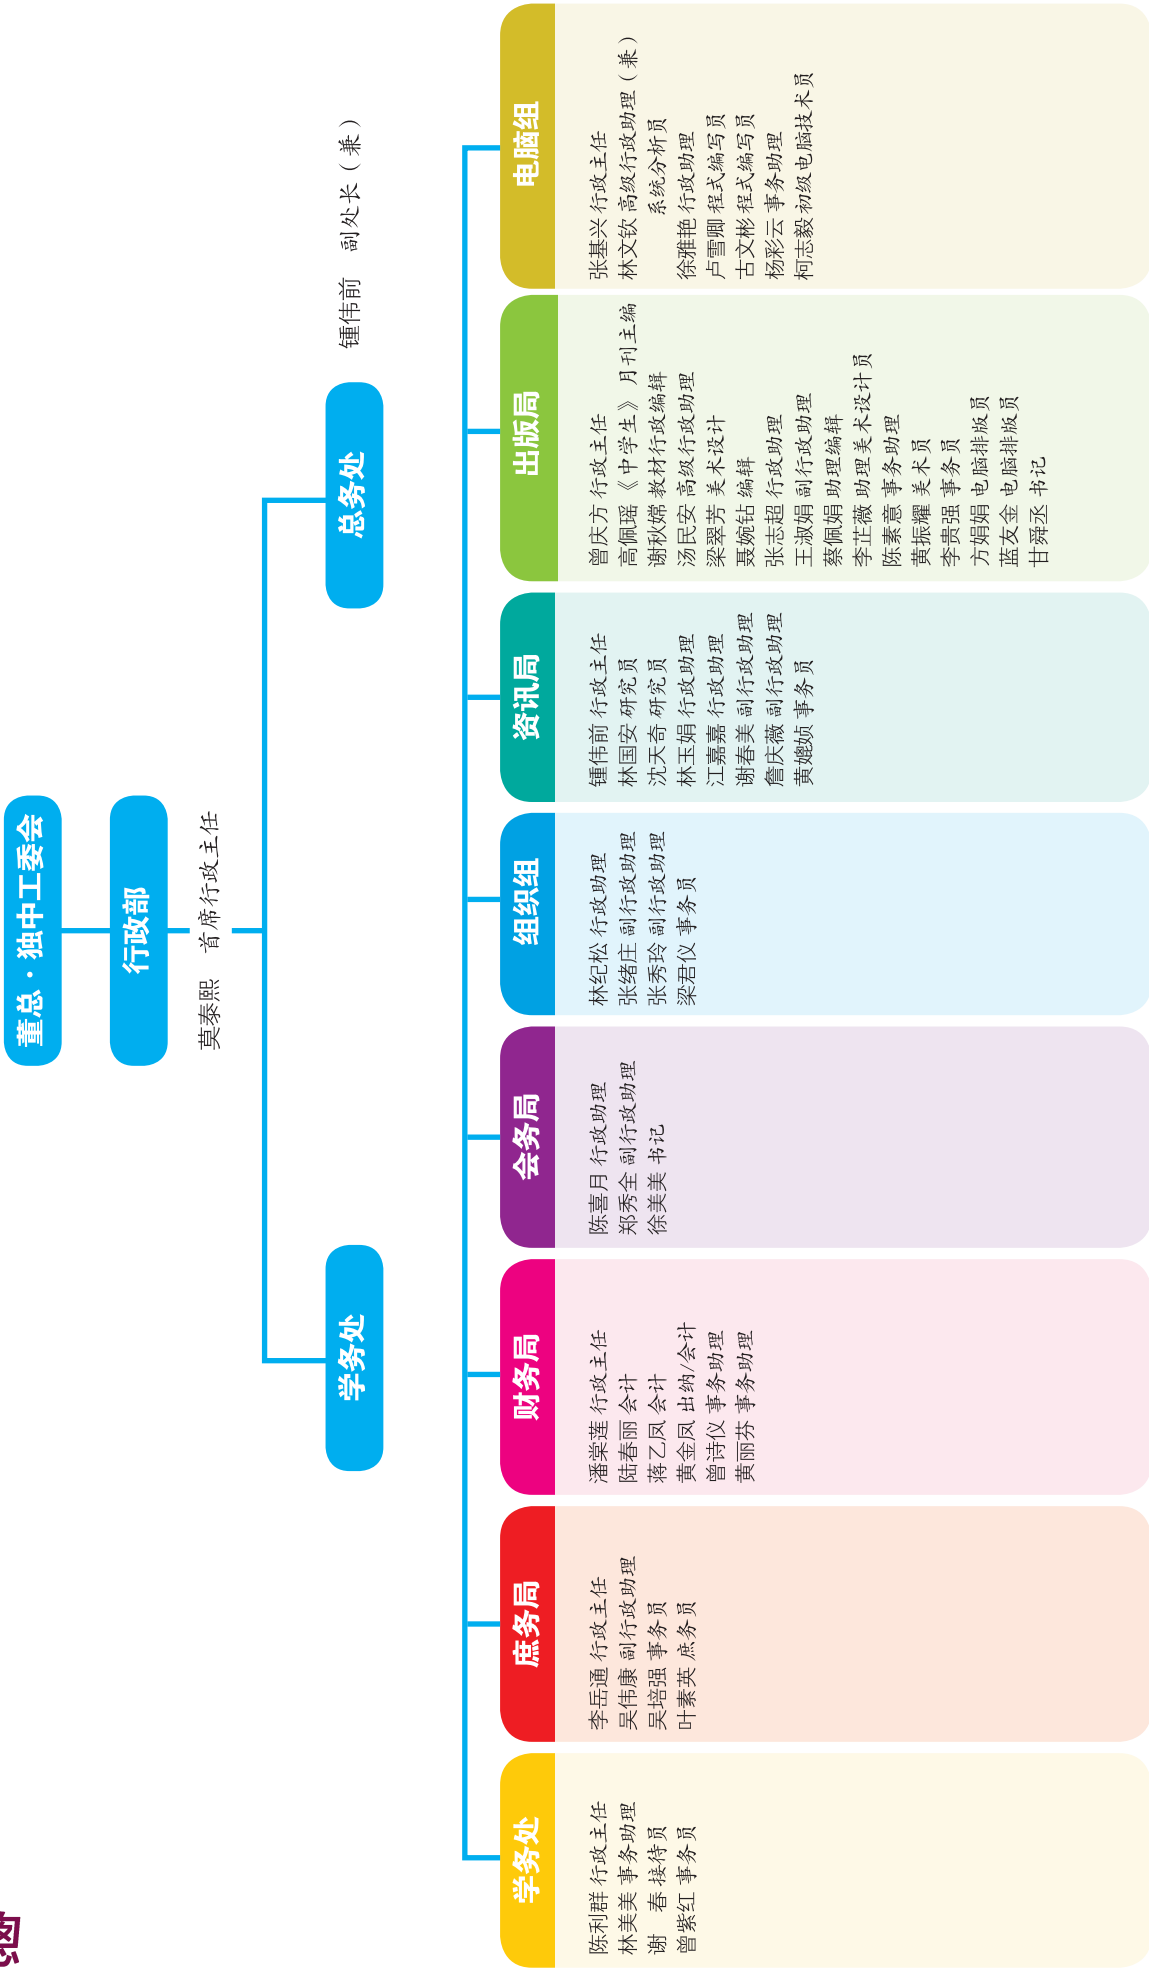 董总·独中工委会
行政部
莫泰熙 首席行政主任
学务处
总务处
锺伟前 副处长（兼）
学务处
陈利群 行政主任
林美美 事务助理
谢 春 接待员
曾紫红 事务员
庶务局
李岳通 行政主任
吴伟康 副行政助理
吴培强 事务员
叶素英 庶务员
财务局
潘棠莲 行政主任
陆春丽 会计
蒋乙凤 会计
黄金凤 出纳/会计
曾诗仪 事务助理
黄丽芬 事务助理
会务局
陈喜月 行政助理
郑秀全 副行政助理
徐美美 书记
组织组
林纪松 行政助理
张绪庄 副行政助理
张秀玲 副行政助理
梁君仪 事务员
资讯局
锺伟前 行政主任
林国安 研究员
沈天奇 研究员
林玉娟 行政助理
江嘉嘉 行政助理
谢春美 副行政助理
詹庆薇 副行政助理
黄媲媜 事务员
出版局
曾庆方 行政主任
高佩瑶 《中学生》月刊主编
谢秋嫦 教材行政编辑
汤民安 高级行政助理
梁翠芳 美术设计
聂婉钻 编辑
张志超 行政助理
王淑娟 副行政助理
蔡佩娟 助理编辑
李芷薇 助理美术设计员
陈素意 事务助理
黄振耀 美术员
李贵强 事务员
方娟娟 电脑排版员
蓝友金 电脑排版员
甘舜丞 书记
电脑组
张基兴 行政主任
林文钦 高级行政助理（兼）
系统分析员
徐雅艳 行政助理
卢雪卿 程式编写员
古文彬 程式编写员
杨彩云 事务助理
柯志毅 初级电脑技术员